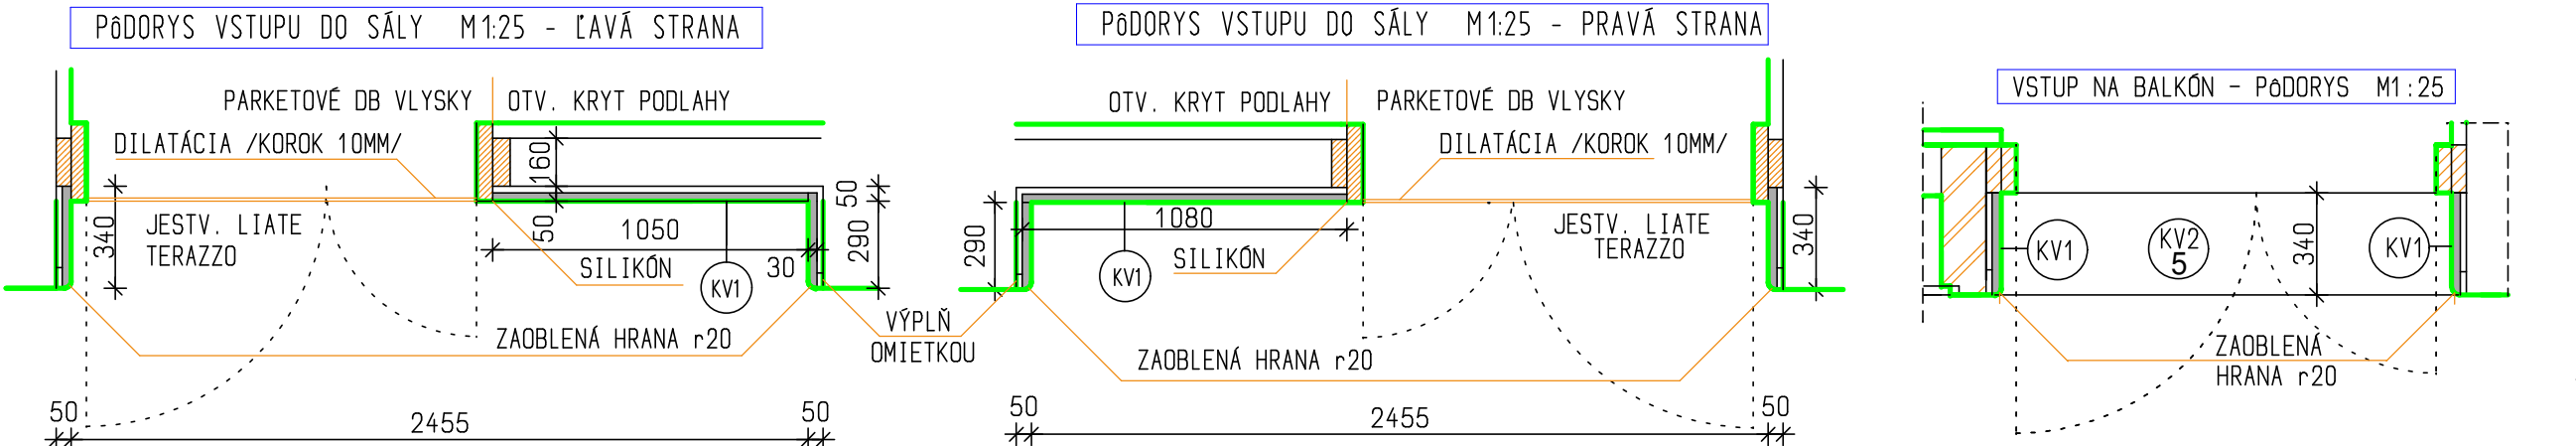 PôDORYS VSTUPU DO SÁLY M1:25 - ĽAVÁ STRANA
PARKETOVÉ DB VLYSKY
OTV. KRYT PODLAHY
DILATÁCIA /KOROK 10MM/
160
50
340
JESTV. LIATE
TERAZZO
50
1050
290
SILIKÓN
30
KV1
ZAOBLENÁ HRANA r20
VÝPLŇ
OMIETKOU
50
2455
50
PôDORYS VSTUPU DO SÁLY M1:25 - PRAVÁ STRANA
OTV. KRYT PODLAHY
PARKETOVÉ DB VLYSKY
DILATÁCIA /KOROK 10MM/
290
1080
SILIKÓN
KV1
JESTV. LIATE
TERAZZO
340
ZAOBLENÁ HRANA r20
50
2455
50
VSTUP NA BALKÓN - PôDORYS M1:25
KV1
KV2
5
340
KV1
ZAOBLENÁ
HRANA r20